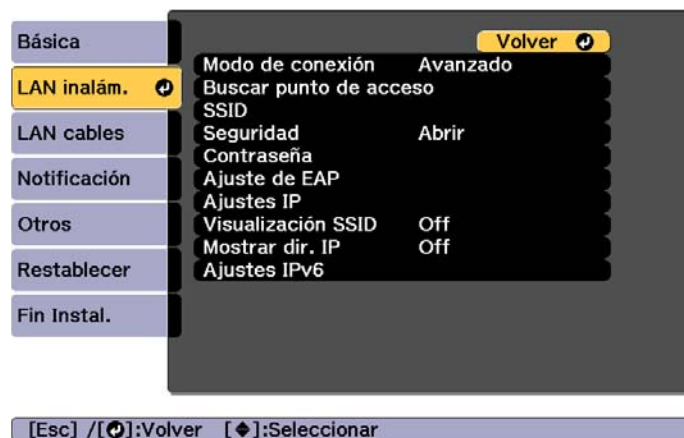 Básica
LAN inalám.
LAN cables
Notificación
Otros
Restablecer
Fin Instal.
Volver
Modo de conexión Avanzado
Buscar punto de acceso
SSID
Seguridad Abrir
Contraseña
Ajuste de EAP
Ajustes IP
Visualización SSID Off
Mostrar dir. IP Off
Ajustes IPv6
[Esc] /[ ]:Volver [ ]:Seleccionar